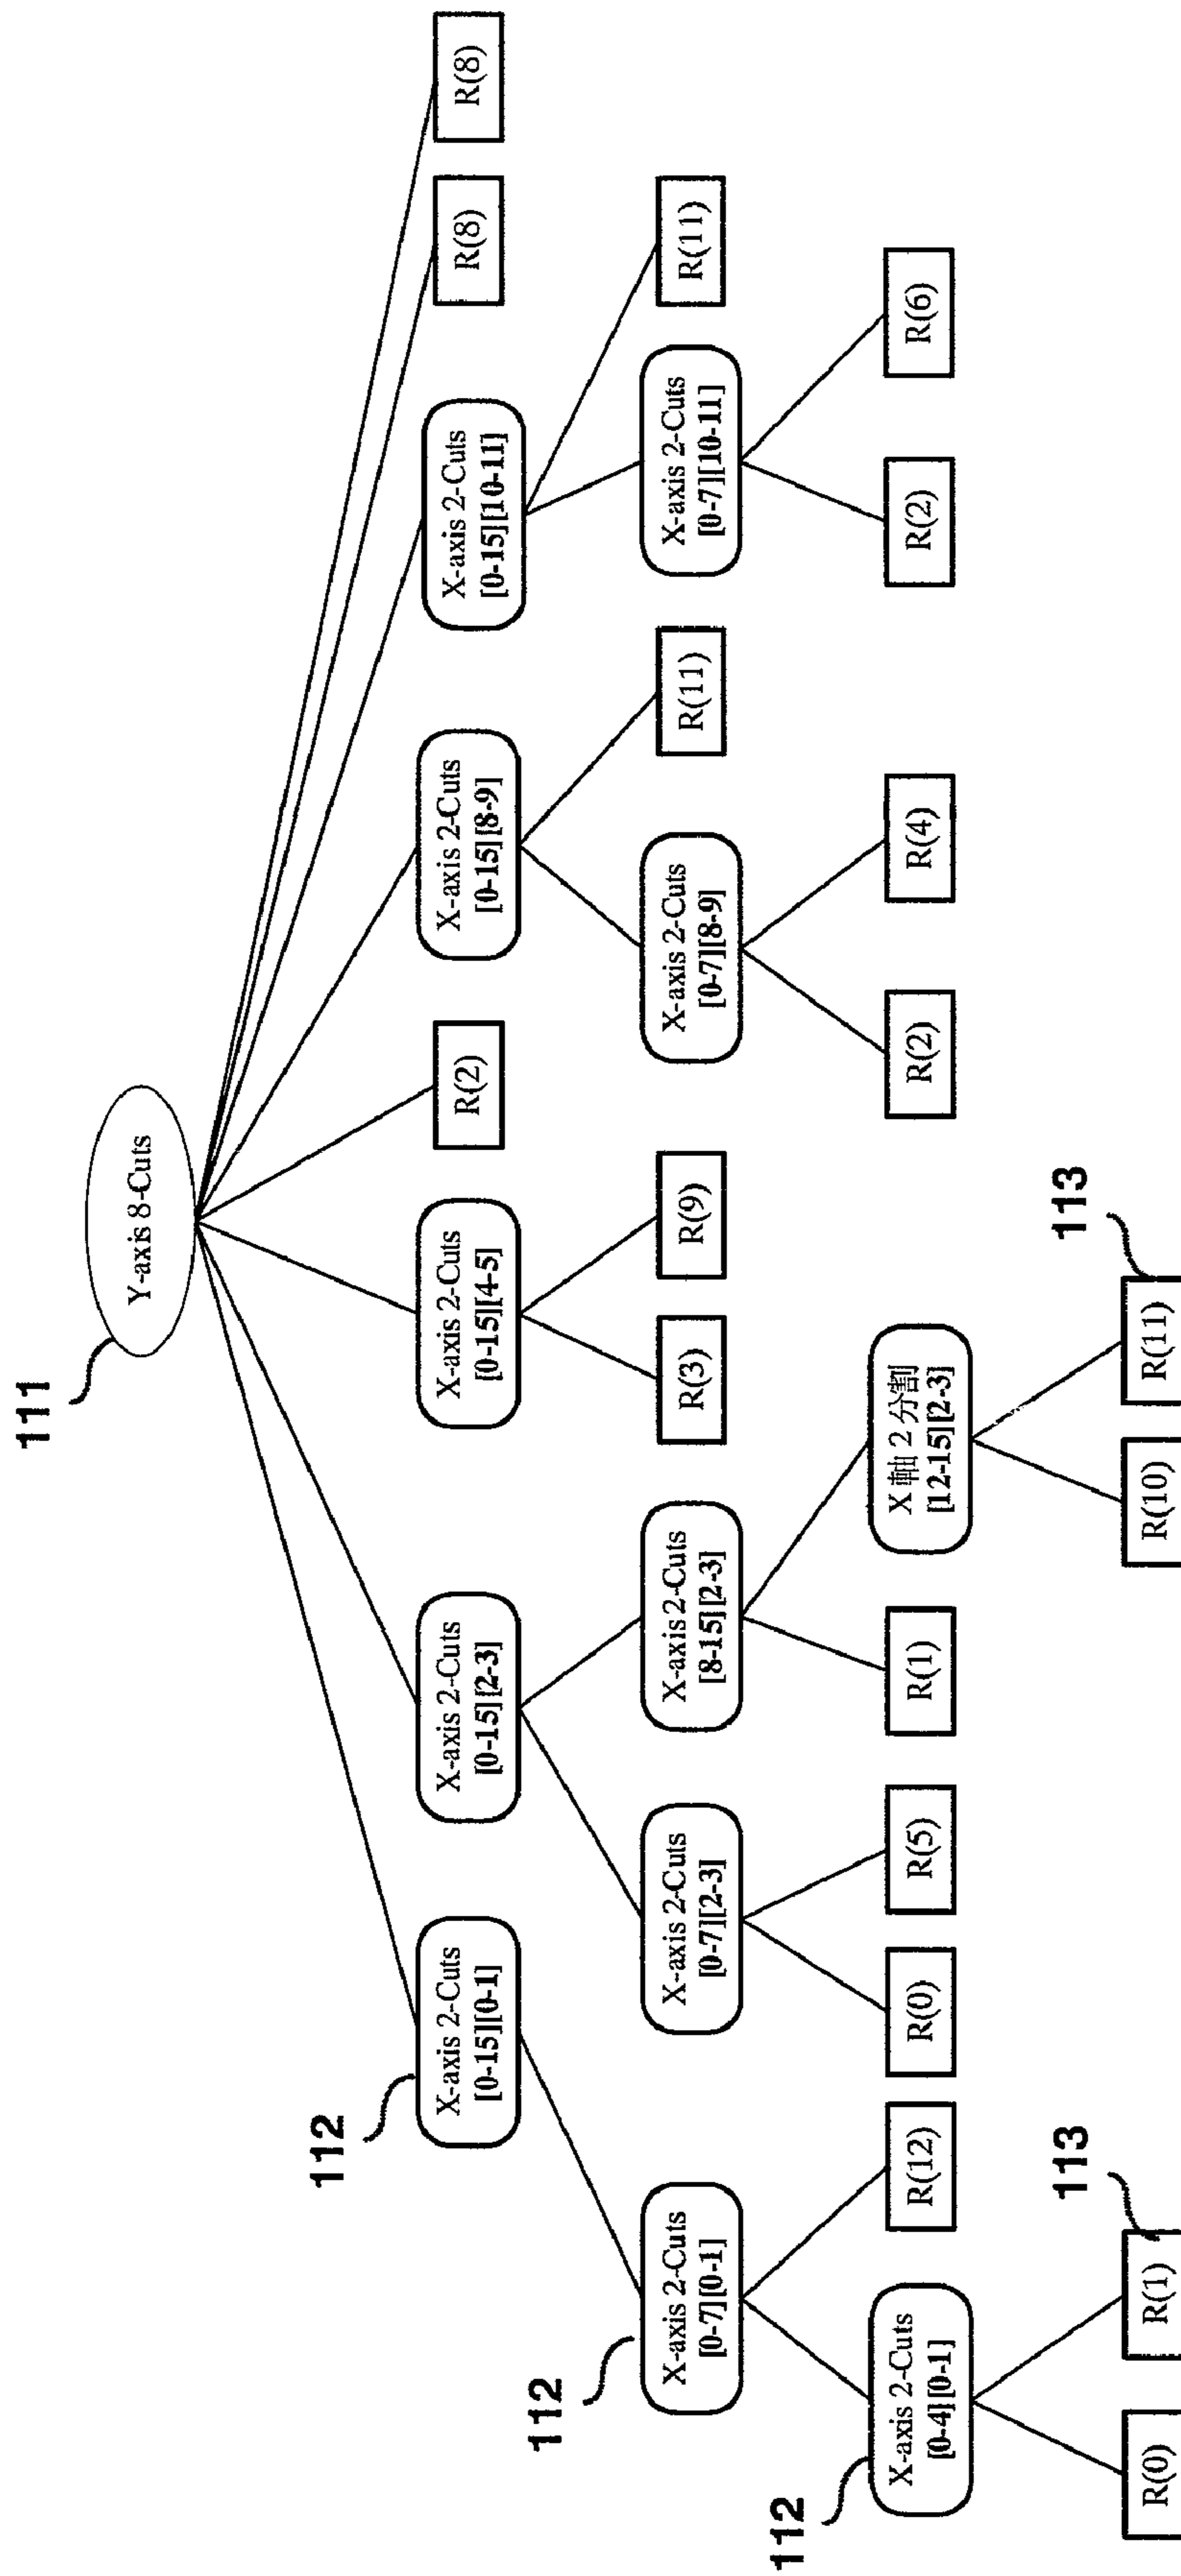 111
Y-axis 8-Cuts
112
X-axis 2-Cuts
[0-15][0-1]
X-axis 2-Cuts
[0-15][2-3]
X-axis 2-Cuts
[0-15][4-5]
R(2)
X-axis 2-Cuts
[0-15][8-9]
X-axis 2-Cuts
[0-15][10-11]
R(8)
R(8)
112
X-axis 2-Cuts
[0-7][0-1]
X-axis 2-Cuts
[0-7][2-3]
X-axis 2-Cuts
[8-15][2-3]
R(3)
R(9)
X-axis 2-Cuts
[0-7][8-9]
R(11)
X-axis 2-Cuts
[0-7][10-11]
R(11)
112
X-axis 2-Cuts
[0-4][0-1]
R(12)
R(0)
R(5)
R(1)
X 軸 2 分割
[12-15][2-3]
R(2)
R(4)
R(2)
R(6)
R(0)
R(1)
113
R(10)
R(11)
113